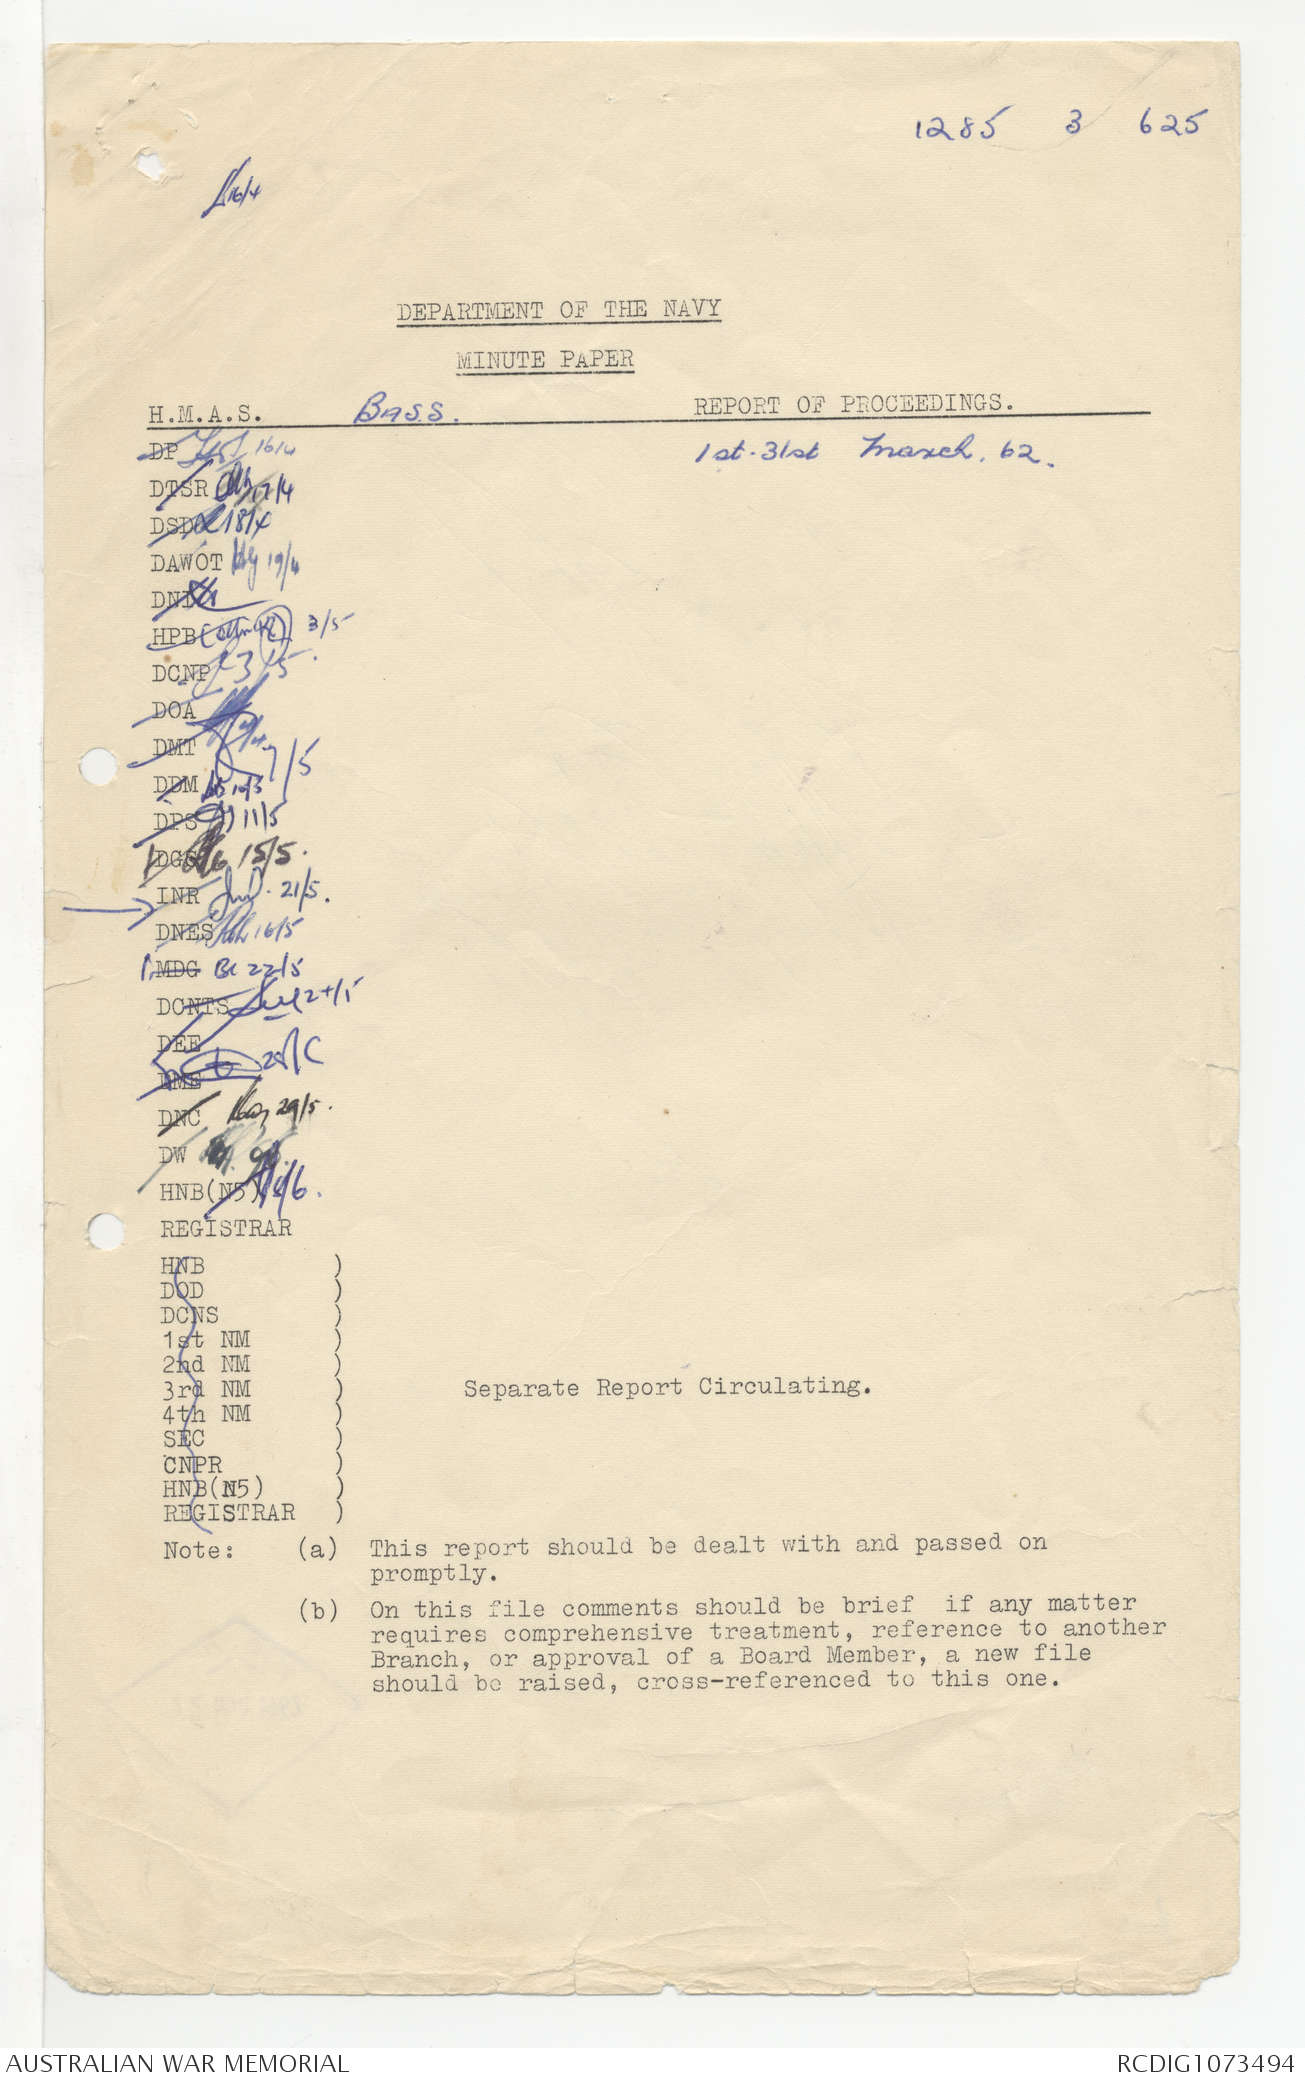 1285 3 625
16/4
DEPARTMENT OF THE NAVY
MINUTE PAPER
H.M.A.S. Bass. REPORT OF PROCEEDINGS.
DP 16/4 1st-31st March. 62.
DTSR 17/4
DSD 18/4
DAWOT 19/4
DND
HPB 3/5
DCNP 3/5
DOA
DMT 7/5
DDM
DPS 11/5
DGS 15/5.
INR 21/5.
DNES 16/5
MDG 22/5
DCNTS
DEE
DME
DNC 29/5.
DW
HNB(N5)
REGISTRAR
HNB )
DOD )
DCNS )
1st NM )
2nd NM )
3rd NM ) Separate Report Circulating.
4th NM )
SEC )
CNPR )
HNB(N5) )
REGISTRAR )
Note: (a) This report should be dealt with and passed on
promptly.
(b) On this file comments should be brief if any matter
requires comprehensive treatment, reference to another
Branch, or approval of a Board Member, a new file
should be raised, cross-referenced to this one.
AUSTRALIAN WAR MEMORIAL RCDIG1073494